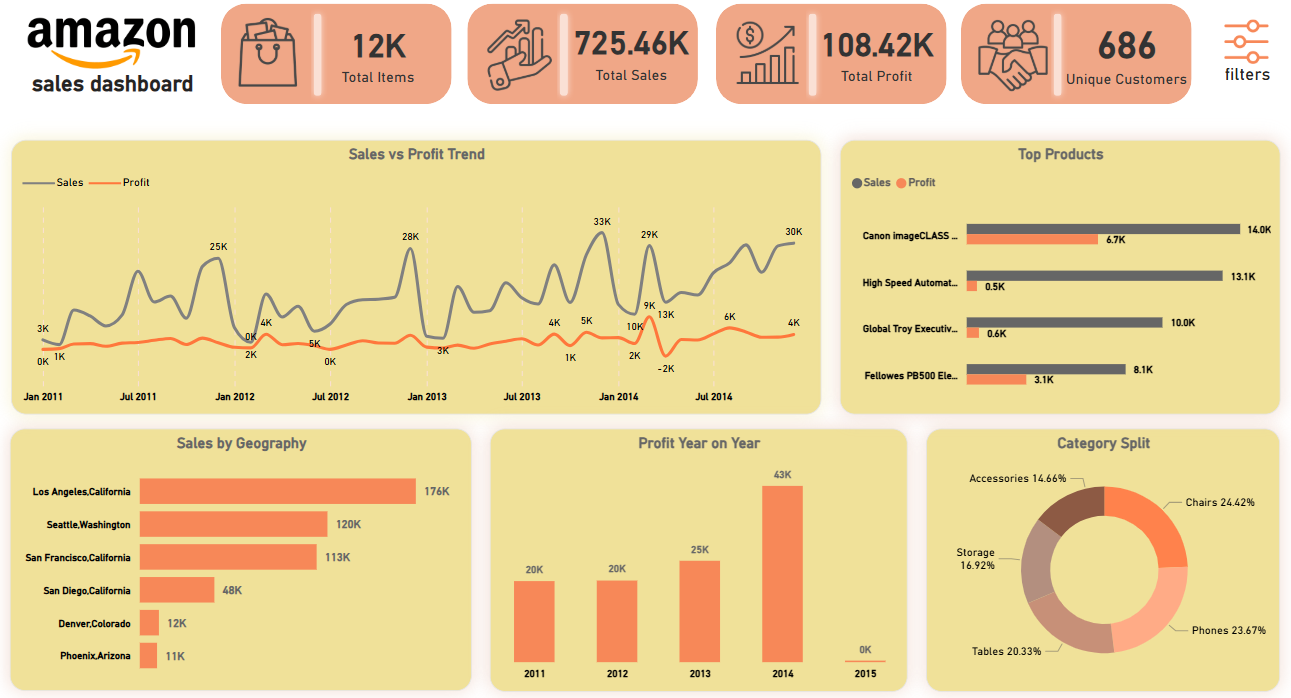 amazon
sales dashboard
12K
Total Items
725.46K
Total Sales
108.42K
Total Profit
686
Unique Customers
filters
Sales vs Profit Trend
Sales
Profit
3K
0K
1K
25K
0K
2K
4K
5K
0K
28K
3K
4K
1K
5K
33K
10K
2K
29K
9K
13K
-2K
6K
30K
4K
Jan 2011
Jul 2011
Jan 2012
Jul 2012
Jan 2013
Jul 2013
Jan 2014
Jul 2014
Top Products
Sales
Profit
Canon imageCLASS ...
14.0K
6.7K
High Speed Automat...
13.1K
0.5K
Global Troy Executiv...
10.0K
0.6K
Fellowes PB500 Ele...
8.1K
3.1K
Sales by Geography
Los Angeles,California
176K
Seattle,Washington
120K
San Francisco,California
113K
San Diego,California
48K
Denver,Colorado
12K
Phoenix,Arizona
11K
Profit Year on Year
20K
20K
25K
43K
0K
2011
2012
2013
2014
2015
Category Split
Accessories 14.66%
Chairs 24.42%
Storage
16.92%
Phones 23.67%
Tables 20.33%